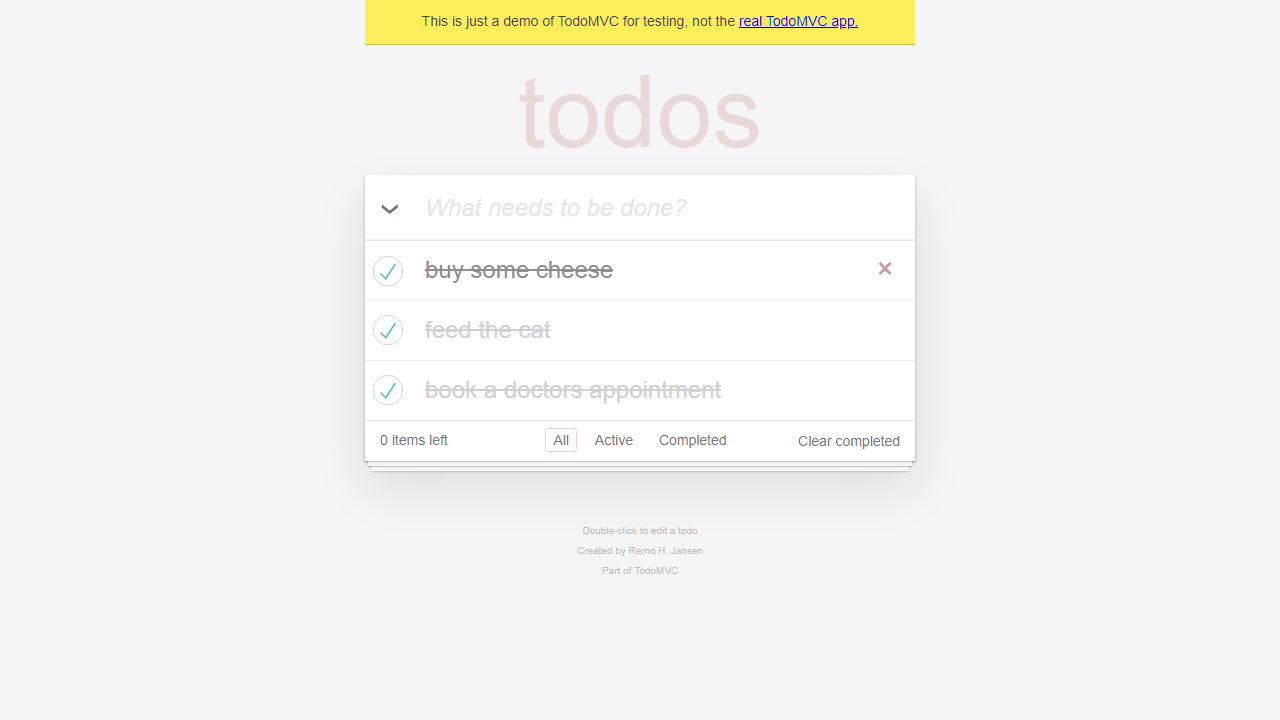 This is just a demo of TodoMVC for testing, not the real TodoMVC app.
todos
What needs to be done?
buy some cheese
feed the cat
book a doctors appointment
0 items left All Active Completed Clear completed
Double-click to edit a todo
Created by Remo H. Jansen
Part of TodoMVC